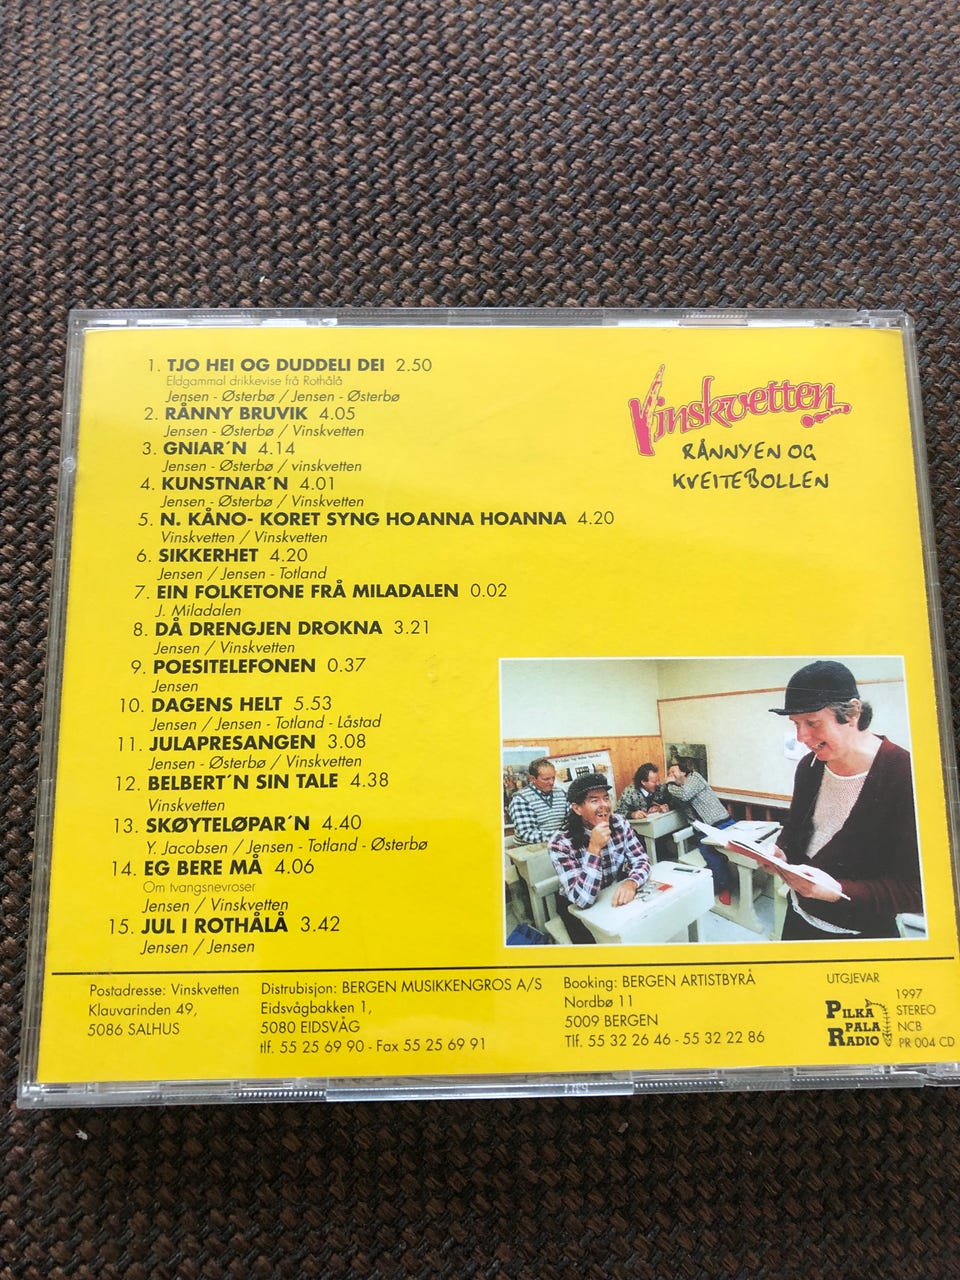 1. TJO HEI OG DUDDELI DEI 2.50
Eldgammal drikkevise frå Rothålå
Jensen - Østerbø / Jensen - Østerbø
2. RÅNNY BRUVIK 4.05
Jensen - Østerbø / Vinskvetten
3. GNIAR´N 4.14
Jensen - Østerbø / vinskvetten
4. KUNSTNAR´N 4.01
Jensen - Østerbø / Vinskvetten
5. N. KÅNO- KORET SYNG HOANNA HOANNA 4.20
Vinskvetten / Vinskvetten
6. SIKKERHET 4.20
Jensen / Jensen - Totland
7. EIN FOLKETONE FRÅ MILADALEN 0.02
J. Miladalen
8. DÅ DRENGJEN DROKNA 3.21
Jensen / Vinskvetten
9. POESITELEFONEN 0.37
Jensen
10. DAGENS HELT 5.53
Jensen / Jensen - Totland - Låstad
11. JULAPRESANGEN 3.08
Jensen - Østerbø / Vinskvetten
12. BELBERT´N SIN TALE 4.38
Vinskvetten
13. SKØYTELØPAR´N 4.40
Y. Jacobsen / Jensen - Totland - Østerbø
14. EG BERE MÅ 4.06
Om tvangsnevroser
Jensen / Vinskvetten
15. JUL I ROTHÅLÅ 3.42
Jensen / Jensen
Vinskvetten
RÅNNYEN OG
KVEITEBOLLEN
Postadresse: Vinskvetten
Klauvarinden 49,
5086 SALHUS
Distrubisjon: BERGEN MUSIKKENGROS A/S
Eidsvågbakken 1,
5080 EIDSVÅG
tlf. 55 25 69 90 - Fax 55 25 69 91
Booking: BERGEN ARTISTBYRÅ
Nordbø 11
5009 BERGEN
Tlf. 55 32 26 46 - 55 32 22 86
UTGJEVAR
PILKA
PALA
RADIO
1997
STEREO
NCB
PR 004 CD